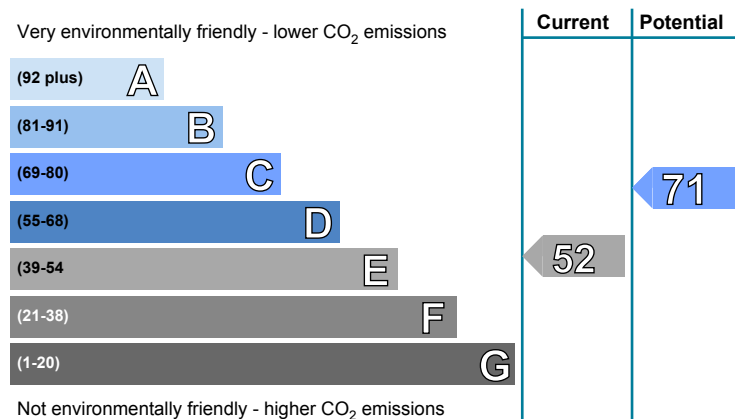 Current Potential
Very environmentally friendly - lower CO2 emissions
(92 plus) A
(81-91) B
(69-80) C
71
(55-68) D
(39-54 E
52
(21-38) F
(1-20) G
Not environmentally friendly - higher CO2 emissions